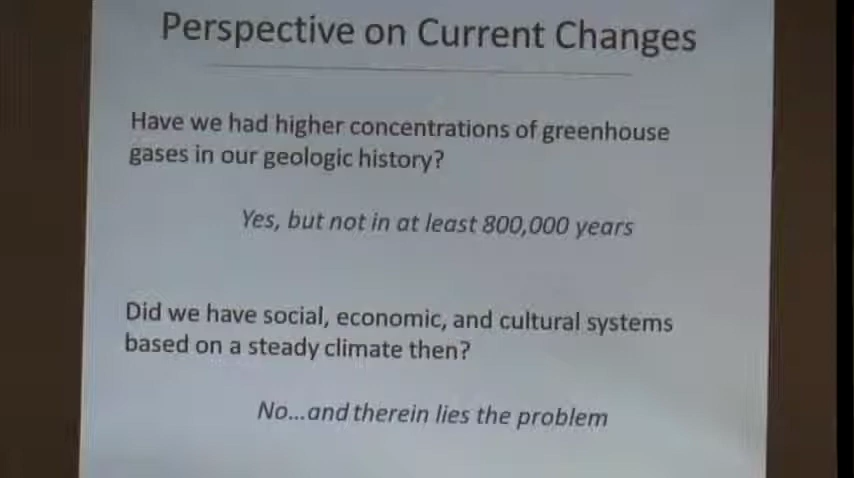 Perspective on Current Changes
Have we had higher concentrations of greenhouse
gases in our geologic history?
Yes, but not in at least 800,000 years
Did we have social, economic, and cultural systems
based on a steady climate then?
No...and therein lies the problem